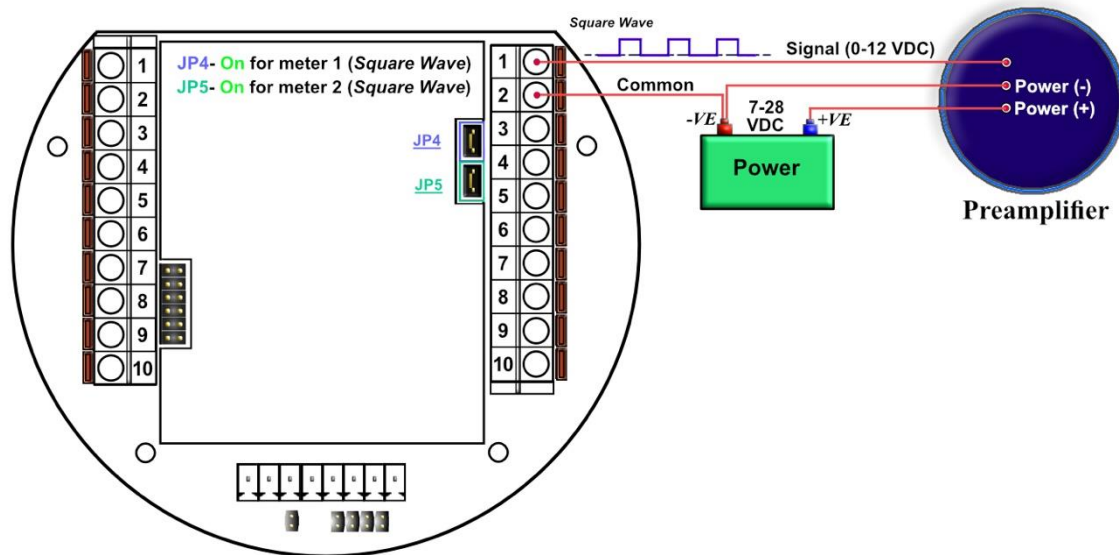 Square Wave
Signal (0-12 VDC)
JP4- On for meter 1 (Square Wave)
JP5- On for meter 2 (Square Wave)
Common
Power (-)
Power (+)
-VE
7-28
VDC
+VE
Power
Preamplifier
JP4
JP5
1
2
3
4
5
6
7
8
9
10
1
2
3
4
5
6
7
8
9
10